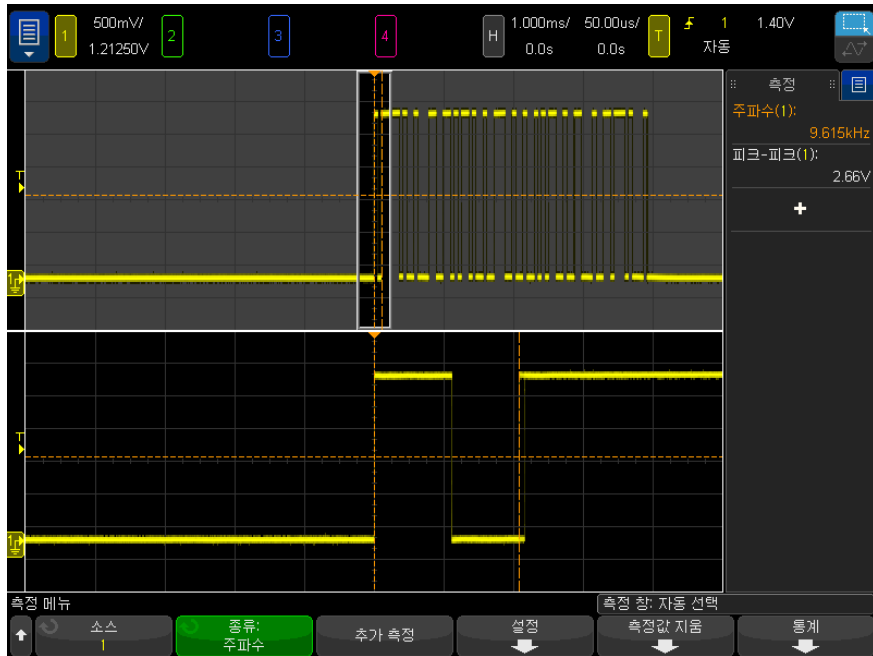 1 500mV/ 1.21250V
2
3
4
H 1.000ms/ 0.0s 50.00us/ 0.0s
T 1 1.40V
자동
측정
주파수(1):
9.615kHz
피크-피크(1):
2.66V
+
T
1
T
1
측정 메뉴
측정 창: 자동 선택
소스
1
종류:
주파수
추가 측정
설정
측정값 지움
통계